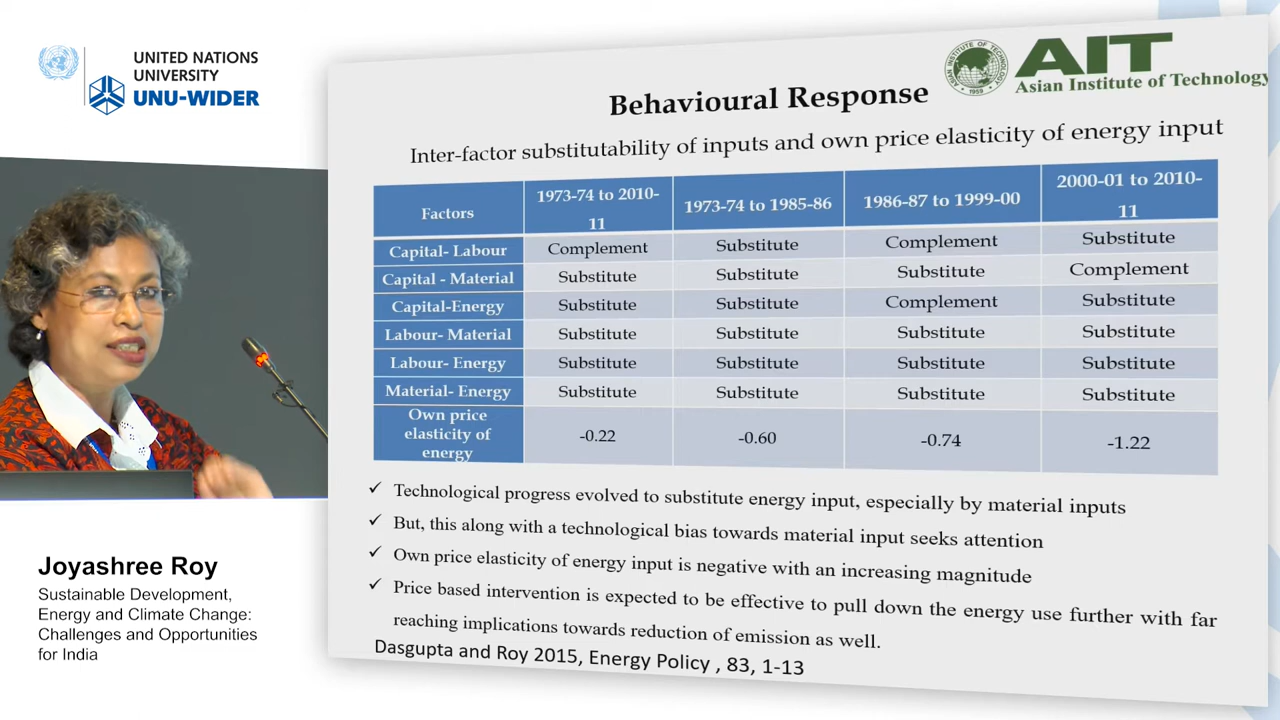 UNITED NATIONS
UNIVERSITY
UNU-WIDER
AIT
Asian Institute of Technology
ASIAN INSTITUTE OF TECHNOLOGY
1959
Behavioural Response
Inter-factor substitutability of inputs and own price elasticity of energy input
Factors 1973-74 to 2010-11 1973-74 to 1985-86 1986-87 to 1999-00 2000-01 to 2010-11
Capital- Labour Complement Substitute Complement Substitute
Capital - Material Substitute Substitute Substitute Complement
Capital-Energy Substitute Substitute Complement Substitute
Labour- Material Substitute Substitute Substitute Substitute
Labour- Energy Substitute Substitute Substitute Substitute
Material- Energy Substitute Substitute Substitute Substitute
Own price elasticity of energy -0.22 -0.60 -0.74 -1.22
✓ Technological progress evolved to substitute energy input, especially by material inputs
✓ But, this along with a technological bias towards material input seeks attention
✓ Own price elasticity of energy input is negative with an increasing magnitude
✓ Price based intervention is expected to be effective to pull down the energy use further with far
reaching implications towards reduction of emission as well.
Dasgupta and Roy 2015, Energy Policy , 83, 1-13
Joyashree Roy
Sustainable Development,
Energy and Climate Change:
Challenges and Opportunities
for India